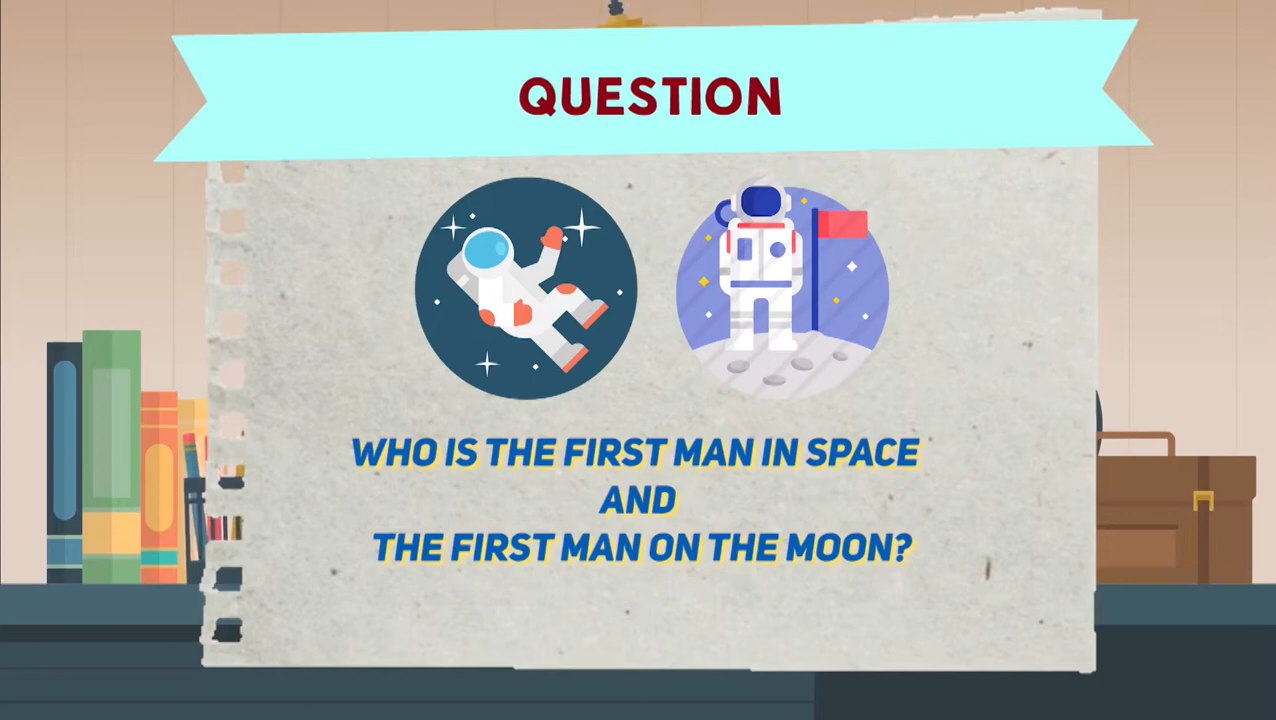 QUESTION
WHO IS THE FIRST MAN IN SPACE
AND
THE FIRST MAN ON THE MOON?